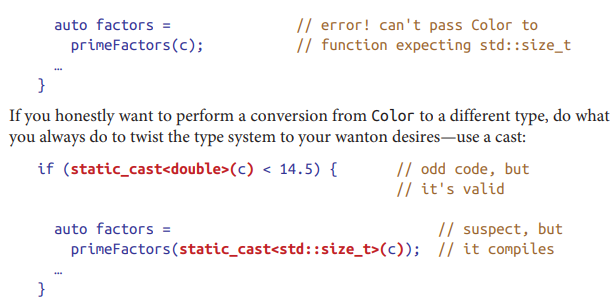 auto factors = // error! can't pass Color to
primeFactors(c); // function expecting std::size_t
…
}
If you honestly want to perform a conversion from Color to a different type, do what
you always do to twist the type system to your wanton desires—use a cast:
if (static_cast<double>(c) < 14.5) { // odd code, but
// it's valid
auto factors = // suspect, but
primeFactors(static_cast<std::size_t>(c)); // it compiles
…
}